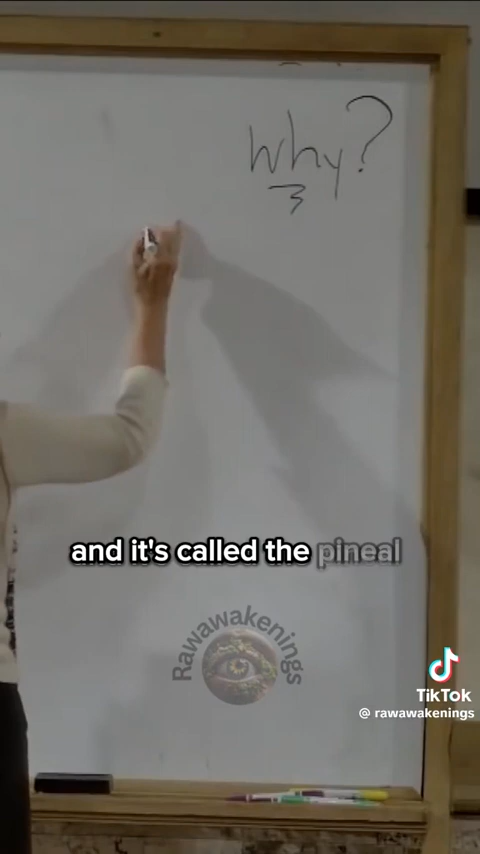 Why?
and it's called the pineal
Rawawakenings
TikTok
@ rawawakenings